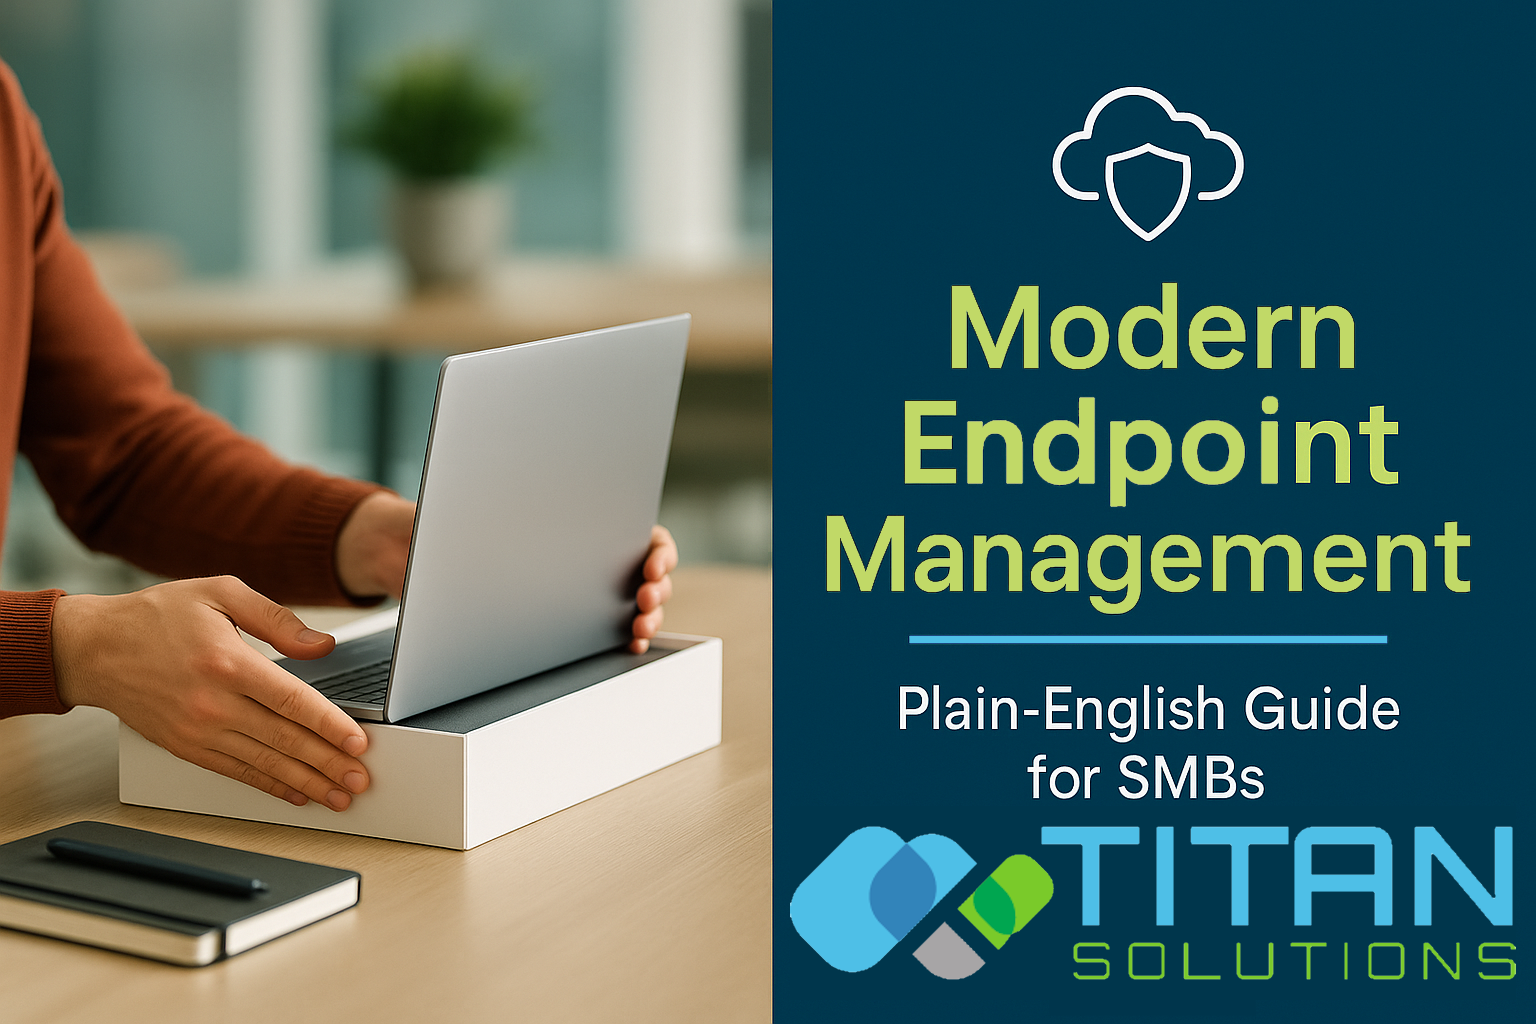 Modern
Endpoint
Management
Plain-English Guide
for SMBs
TITAN
SOLUTIONS